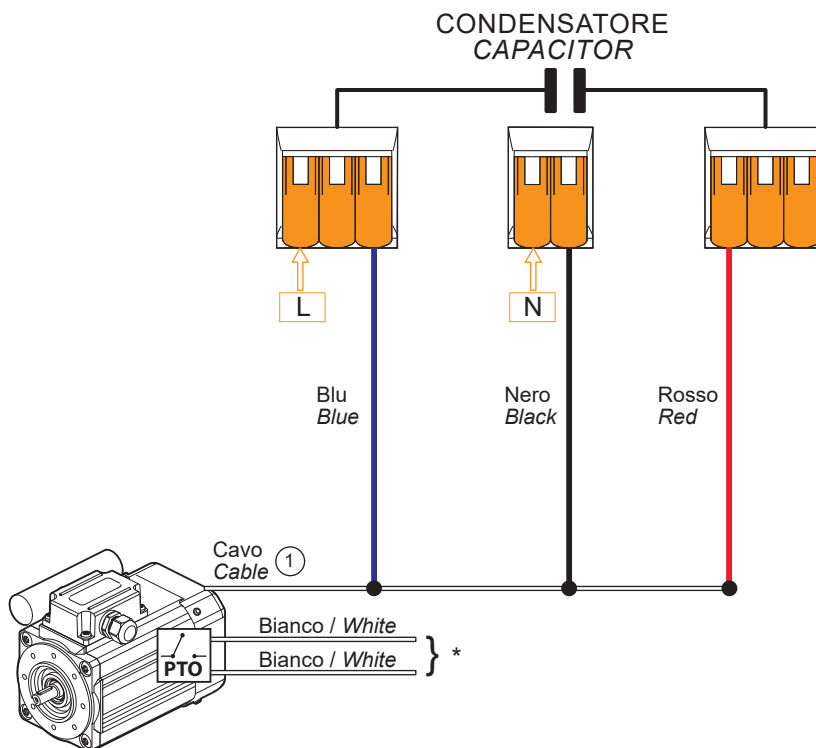 CONDENSATORE
CAPACITOR
L
N
Blu
Blue
Nero
Black
Rosso
Red
Cavo
Cable
1
Bianco / White
Bianco / White
} *
PTO